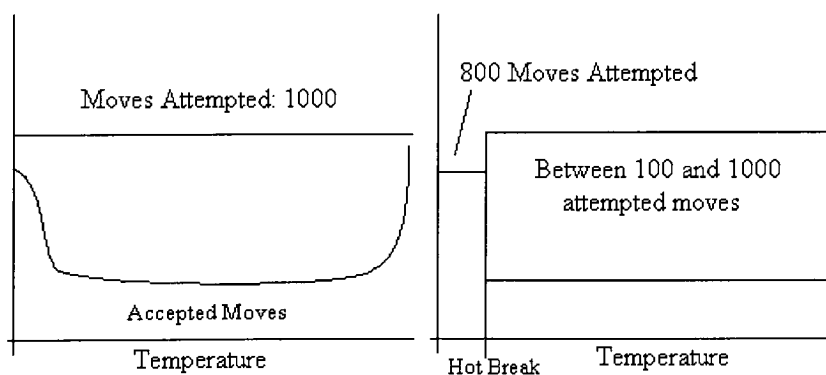 Moves Attempted: 1000
Accepted Moves
Temperature
800 Moves Attempted
Between 100 and 1000
attempted moves
Hot Break
Temperature